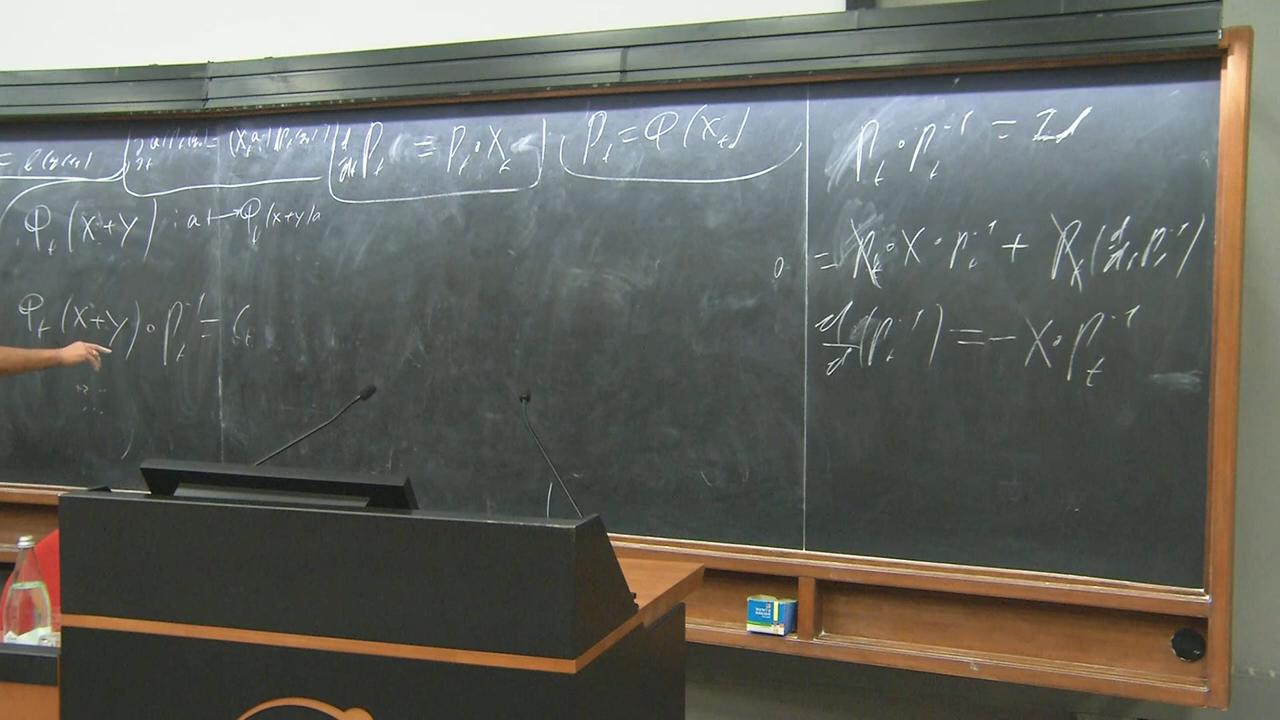 d/dt P_t = P_t ∘ X_t
P_t = φ(X_t)
φ_t (X+Y) : a ↦ φ_t (X+Y) a
φ_t (X+Y) ∘ P_t^{-1} = C_t
P_t ∘ P_t^{-1} = Id
0 = P_t ∘ X ∘ P_t^{-1} + P_t (d/dt P_t^{-1})
d/dt (P_t^{-1}) = - X ∘ P_t^{-1}